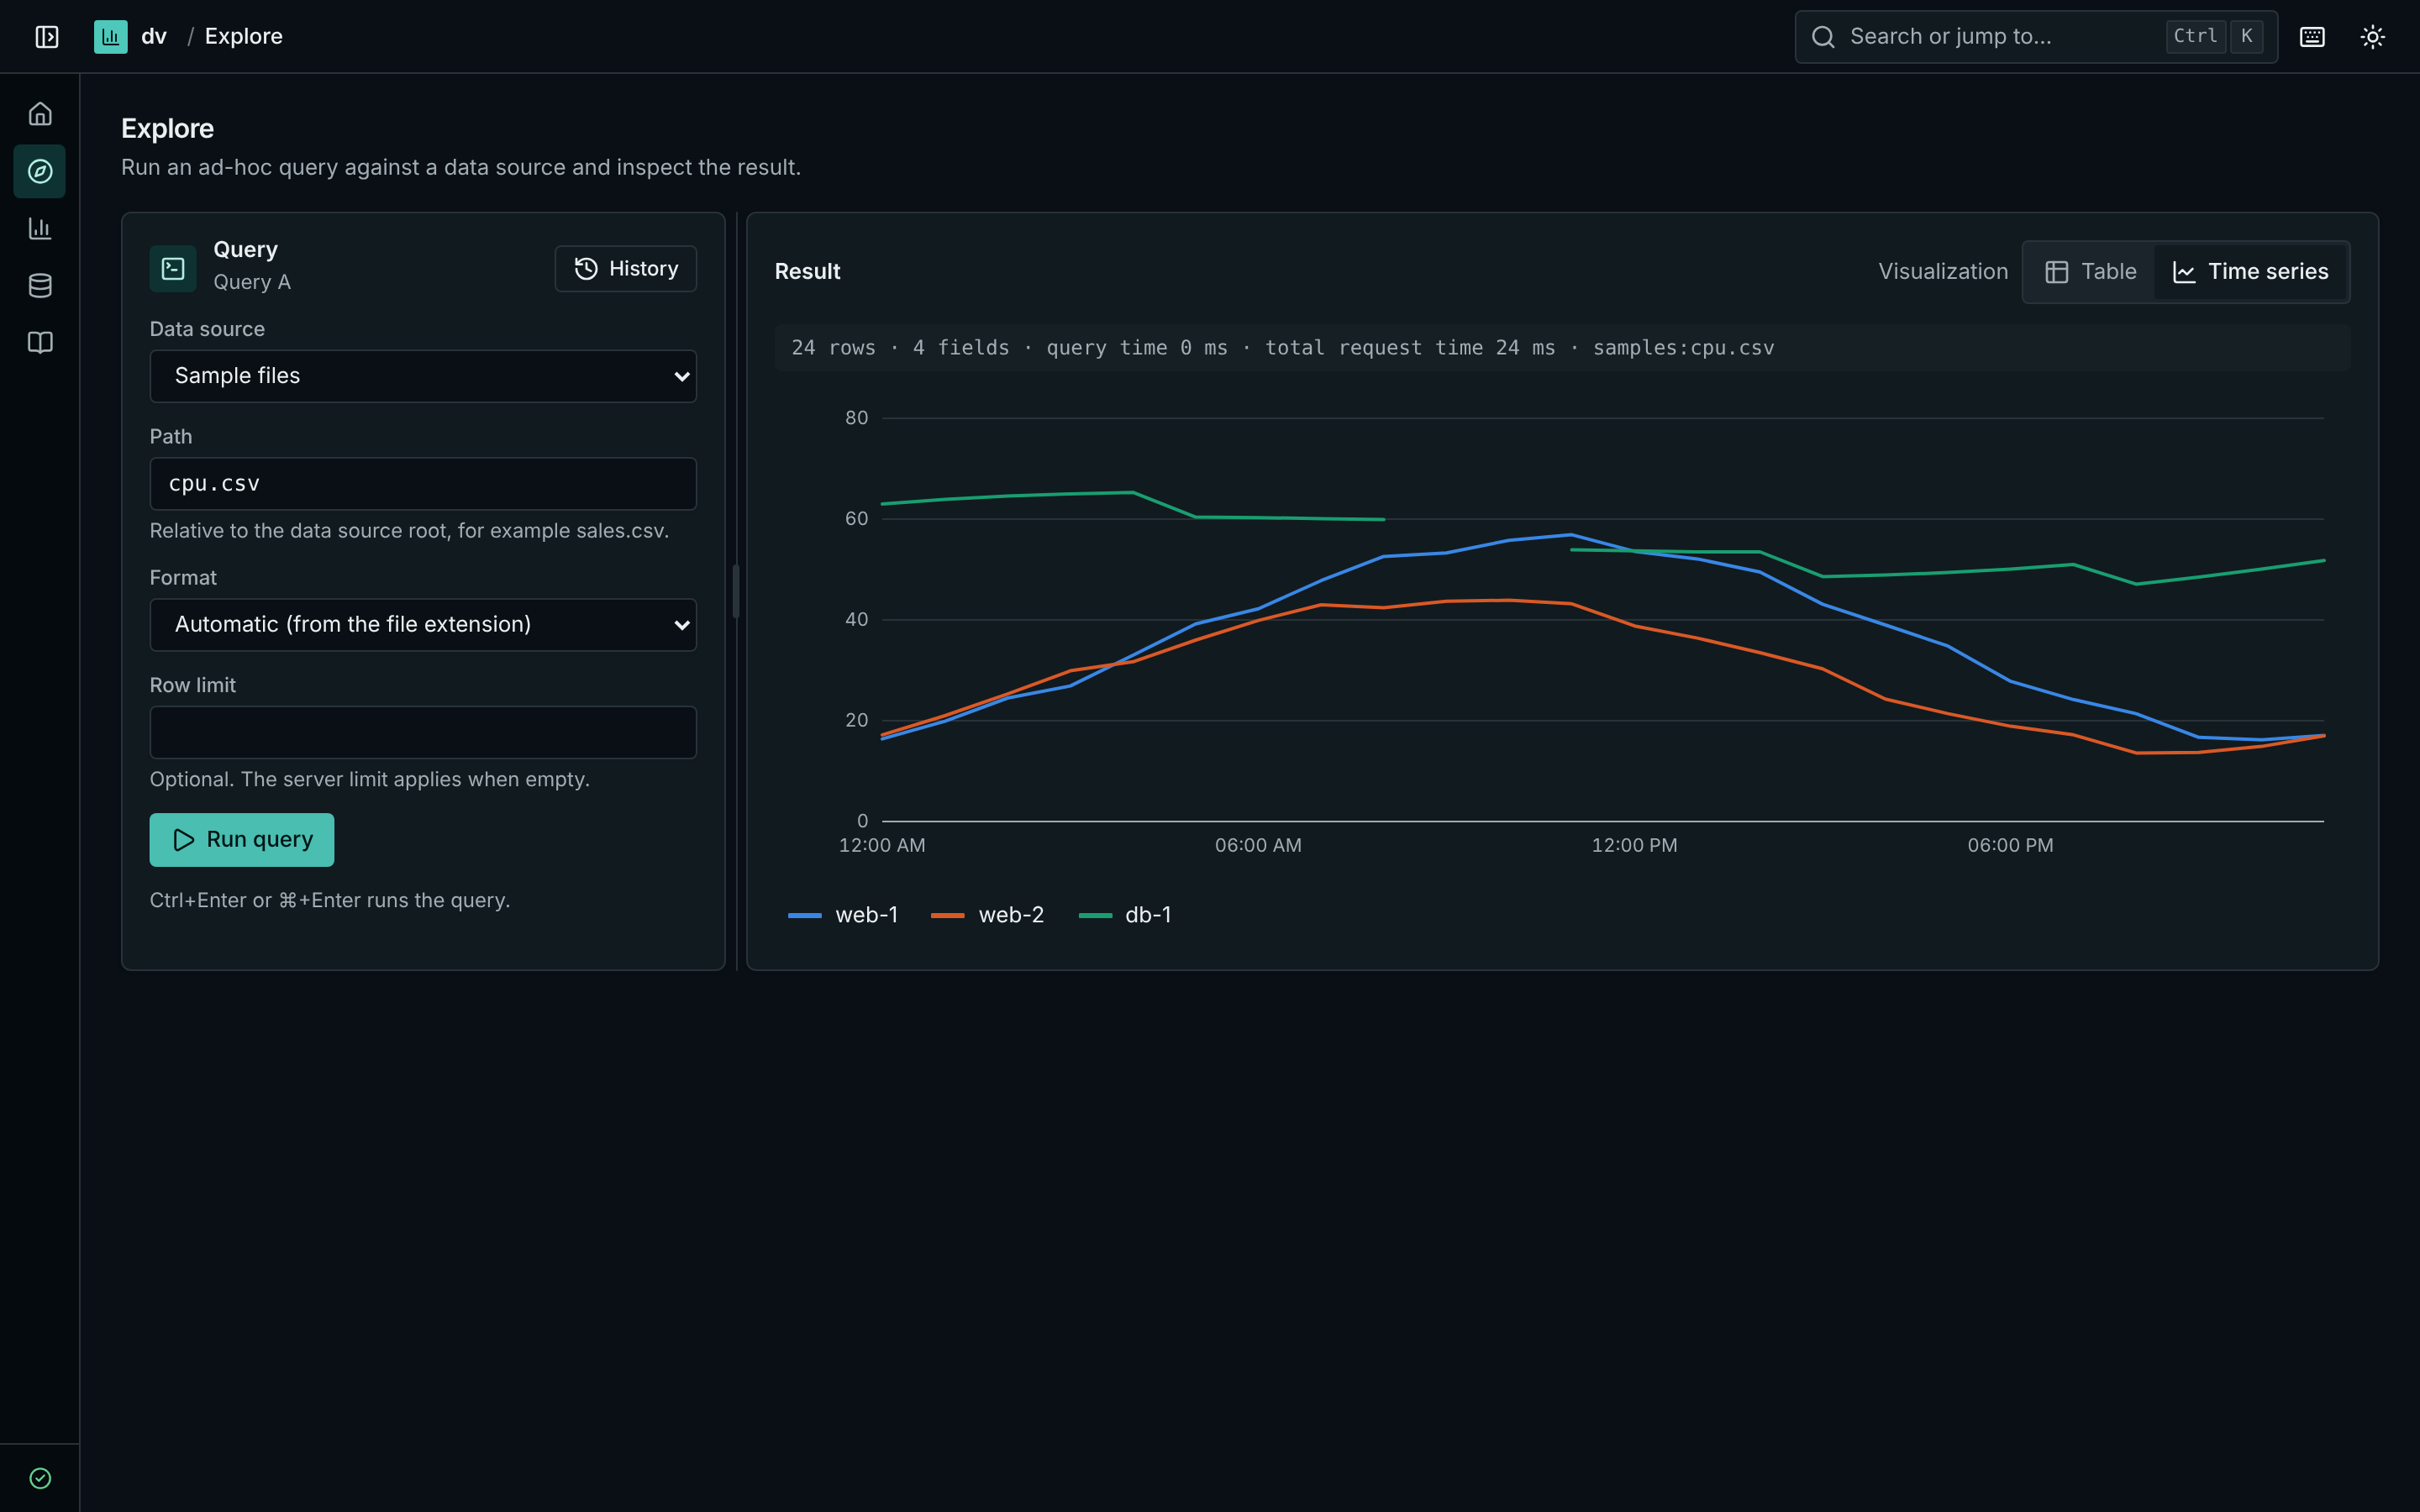 dv / Explore
Search or jump to... Ctrl K
Explore
Run an ad-hoc query against a data source and inspect the result.
Query
Query A
History
Data source
Sample files
Path
cpu.csv
Relative to the data source root, for example sales.csv.
Format
Automatic (from the file extension)
Row limit
Optional. The server limit applies when empty.
Run query
Ctrl+Enter or ⌘+Enter runs the query.
Result
Visualization Table Time series
24 rows · 4 fields · query time 0 ms · total request time 24 ms · samples:cpu.csv
80
60
40
20
0
12:00 AM 06:00 AM 12:00 PM 06:00 PM
web-1 web-2 db-1